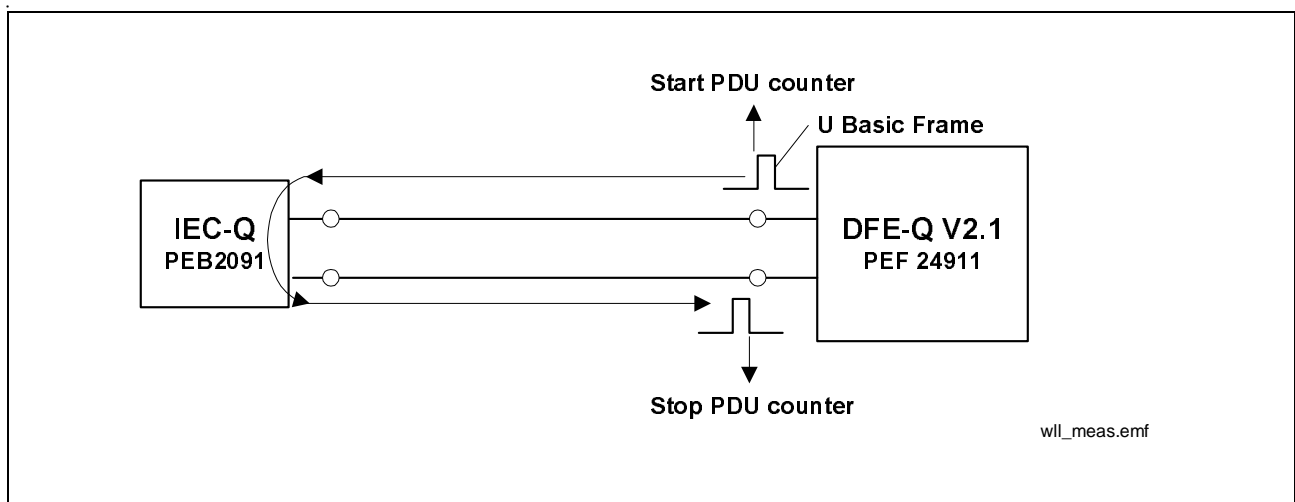 .
Start PDU counter
U Basic Frame
IEC-Q
PEB2091
DFE-Q V2.1
PEF 24911
Stop PDU counter
wll_meas.emf